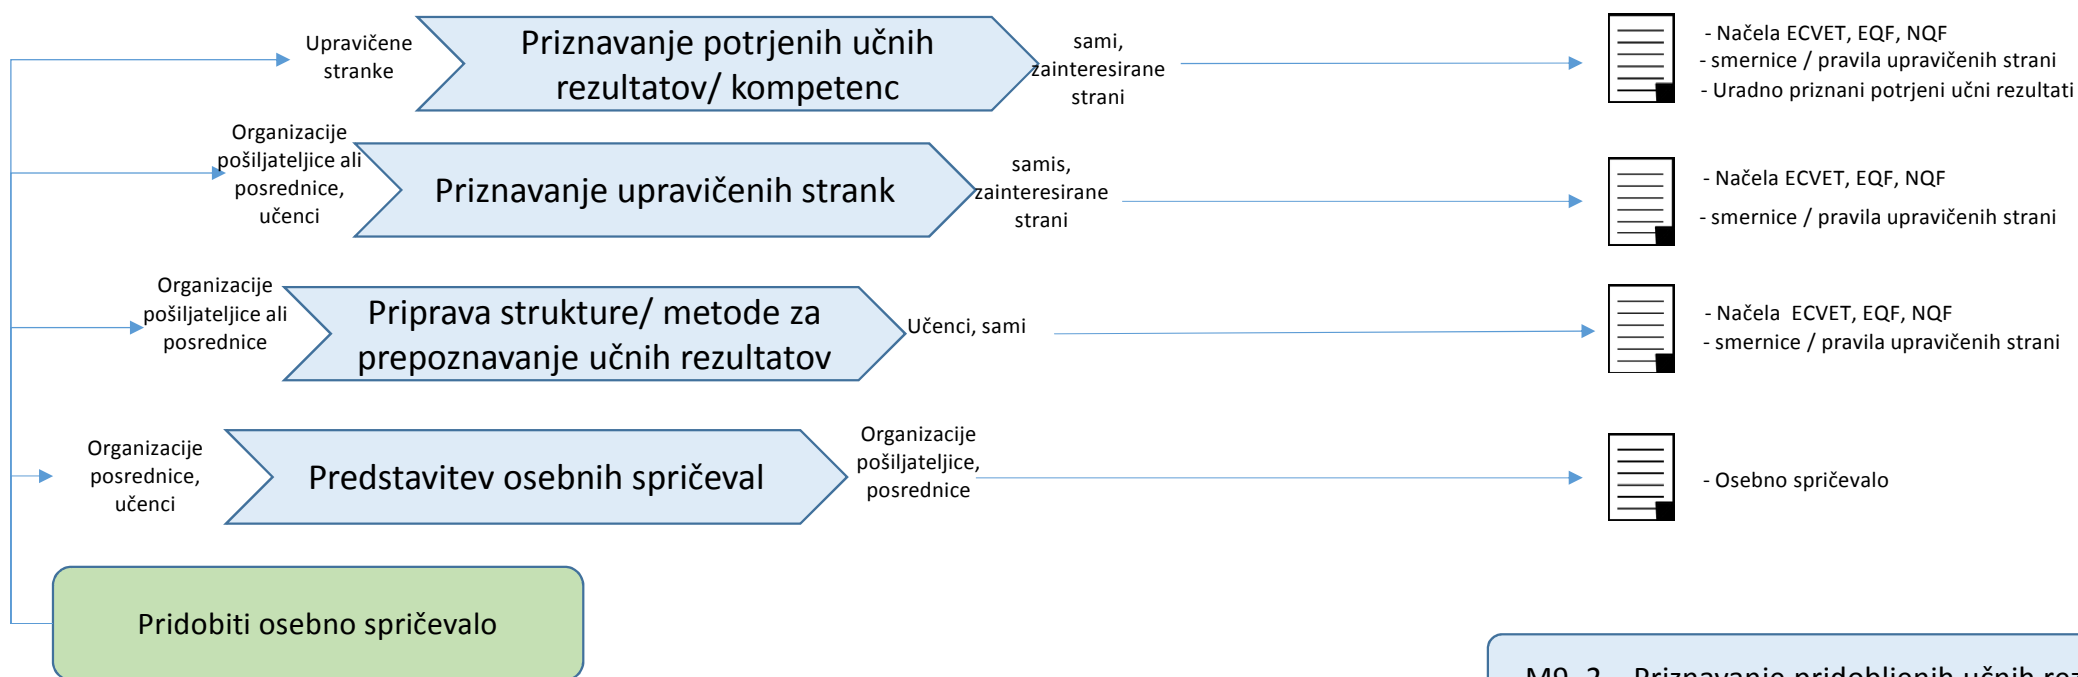 Upravičene
stranke
Priznavanje potrjenih učnih
rezultatov/ kompetenc
sami,
zainteresirane
strani
- Načela ECVET, EQF, NQF
- smernice / pravila upravičenih strani
- Uradno priznani potrjeni učni rezultati
Organizacije
pošiljateljice ali
posrednice,
učenci
Priznavanje upravičenih strank
samis,
zainteresirane
strani
- Načela ECVET, EQF, NQF
- smernice / pravila upravičenih strani
Organizacije
pošiljateljice ali
posrednice
Priprava strukture/ metode za
prepoznavanje učnih rezultatov
Učenci, sami
- Načela ECVET, EQF, NQF
- smernice / pravila upravičenih strani
Organizacije
posrednice,
učenci
Predstavitev osebnih spričeval
Organizacije
pošiljateljice,
posrednice
- Osebno spričevalo
Pridobiti osebno spričevalo
Priznavanje pridobljenih učnih